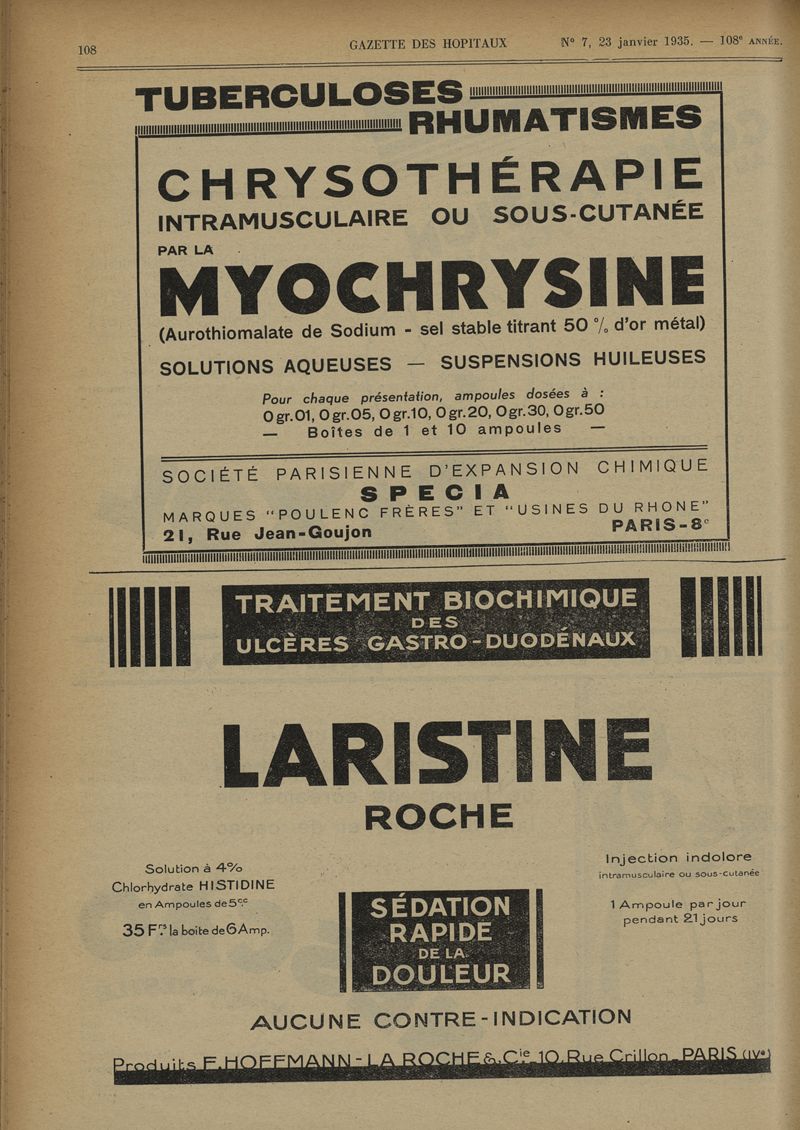 108
GAZETTE DES HOPITAUX
N° 7, 23 janvier 1935. — 108e ANNÉE.
TUBERCULOSES
RHUMATISMES
CHRYSOTHÉRAPIE
INTRAMUSCULAIRE OU SOUS-CUTANÉE
PAR LA
MYOCHRYSINE
(Aurothiomalate de Sodium - sel stable titrant 50 % d'or métal)
SOLUTIONS AQUEUSES — SUSPENSIONS HUILEUSES
Pour chaque présentation, ampoules dosées à :
0 gr.01, 0 gr.05, 0 gr.10, 0 gr.20, 0 gr.30, 0 gr.50
— Boîtes de 1 et 10 ampoules —
SOCIÉTÉ PARISIENNE D'EXPANSION CHIMIQUE
SPECIA
MARQUES "POULENC FRÈRES" ET "USINES DU RHONE"
21, Rue Jean-Goujon PARIS-8e
TRAITEMENT BIOCHIMIQUE
DES
ULCÈRES GASTRO-DUODÉNAUX
LARISTINE
ROCHE
Solution à 4%
Chlorhydrate HISTIDINE
en Ampoules de 5cc.
35 Frs la boîte de 6 Amp.
SÉDATION
RAPIDE
DE LA
DOULEUR
Injection indolore
intramusculaire ou sous-cutanée
1 Ampoule par jour
pendant 21 jours
AUCUNE CONTRE-INDICATION
Produits F. HOFFMANN-LA ROCHE & Cie 10, Rue Crillon - PARIS (IVe)